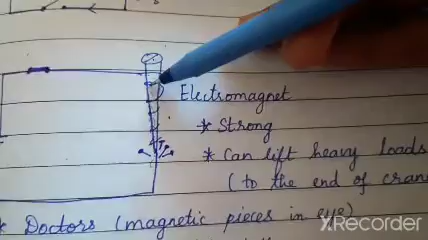 Electromagnet
* Strong
* Can lift heavy loads
(to the end of cran
* Doctors (magnetic pieces in eye)
XRecorder